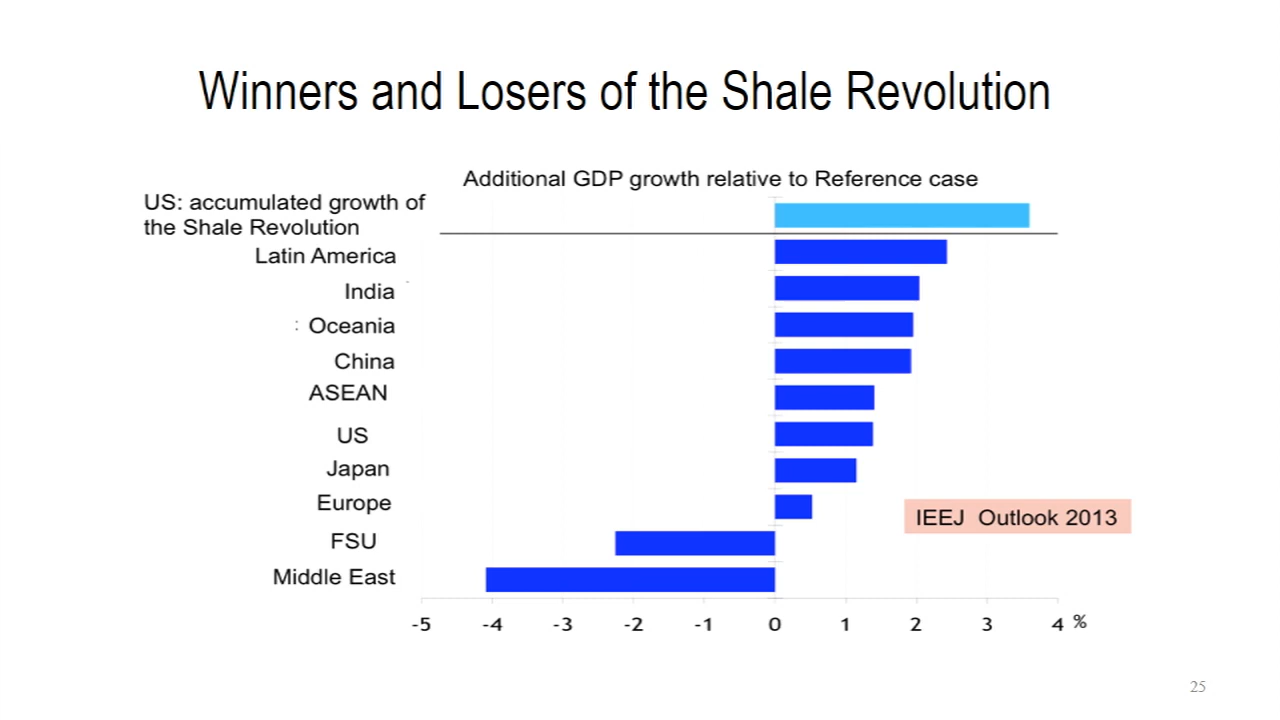 Winners and Losers of the Shale Revolution
Additional GDP growth relative to Reference case
US: accumulated growth of
the Shale Revolution
Latin America
India
: Oceania
China
ASEAN
US
Japan
Europe
IEEJ Outlook 2013
FSU
Middle East
-5 -4 -3 -2 -1 0 1 2 3 4 %
25